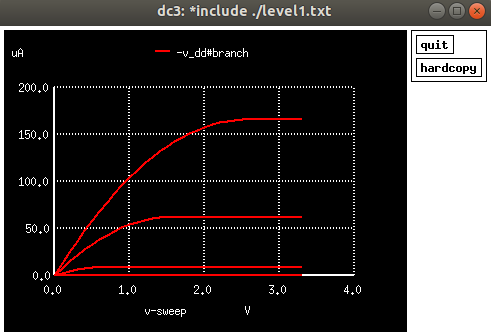 dc3: *include ./level1.txt
quit
hardcopy
uA
-v_dd#branch
200.0
150.0
100.0
50.0
0.0
0.0 1.0 2.0 3.0 4.0
v-sweep V